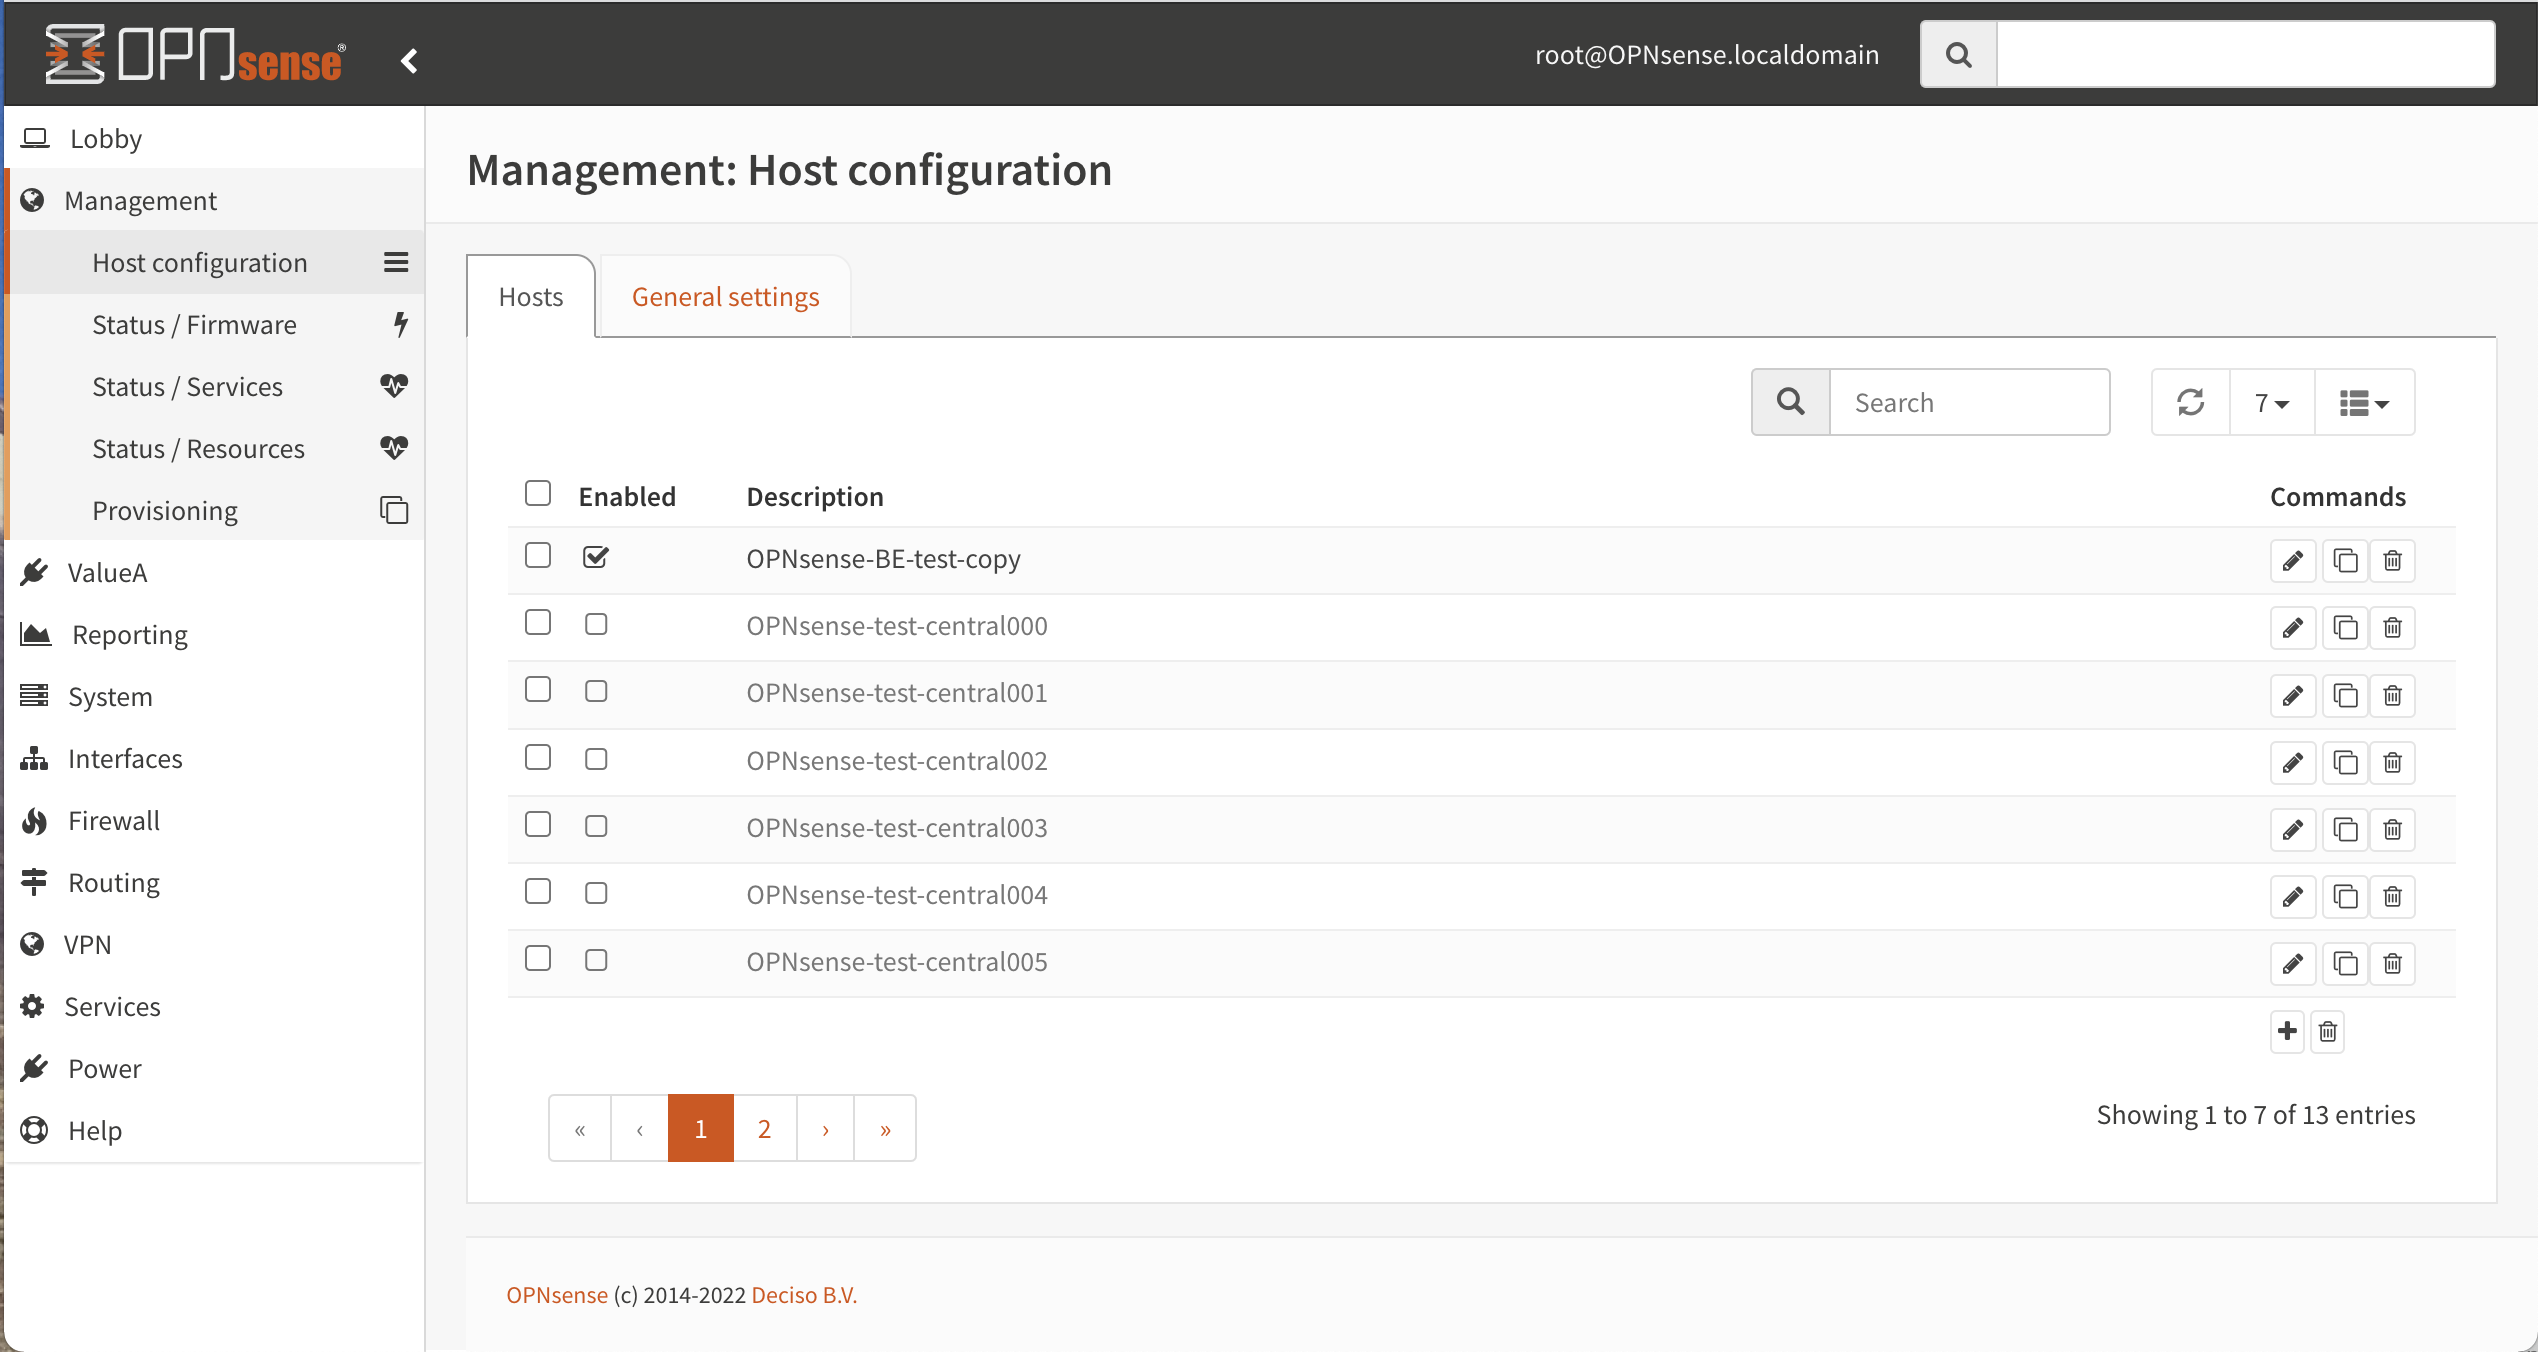 OPNsense®
root@OPNsense.localdomain
Lobby
Management
Host configuration
Status / Firmware
Status / Services
Status / Resources
Provisioning
ValueA
Reporting
System
Interfaces
Firewall
Routing
VPN
Services
Power
Help
Management: Host configuration
Hosts
General settings
Search
7
Enabled Description Commands
OPNsense-BE-test-copy
OPNsense-test-central000
OPNsense-test-central001
OPNsense-test-central002
OPNsense-test-central003
OPNsense-test-central004
OPNsense-test-central005
« ‹ 1 2 › »
Showing 1 to 7 of 13 entries
OPNsense (c) 2014-2022 Deciso B.V.